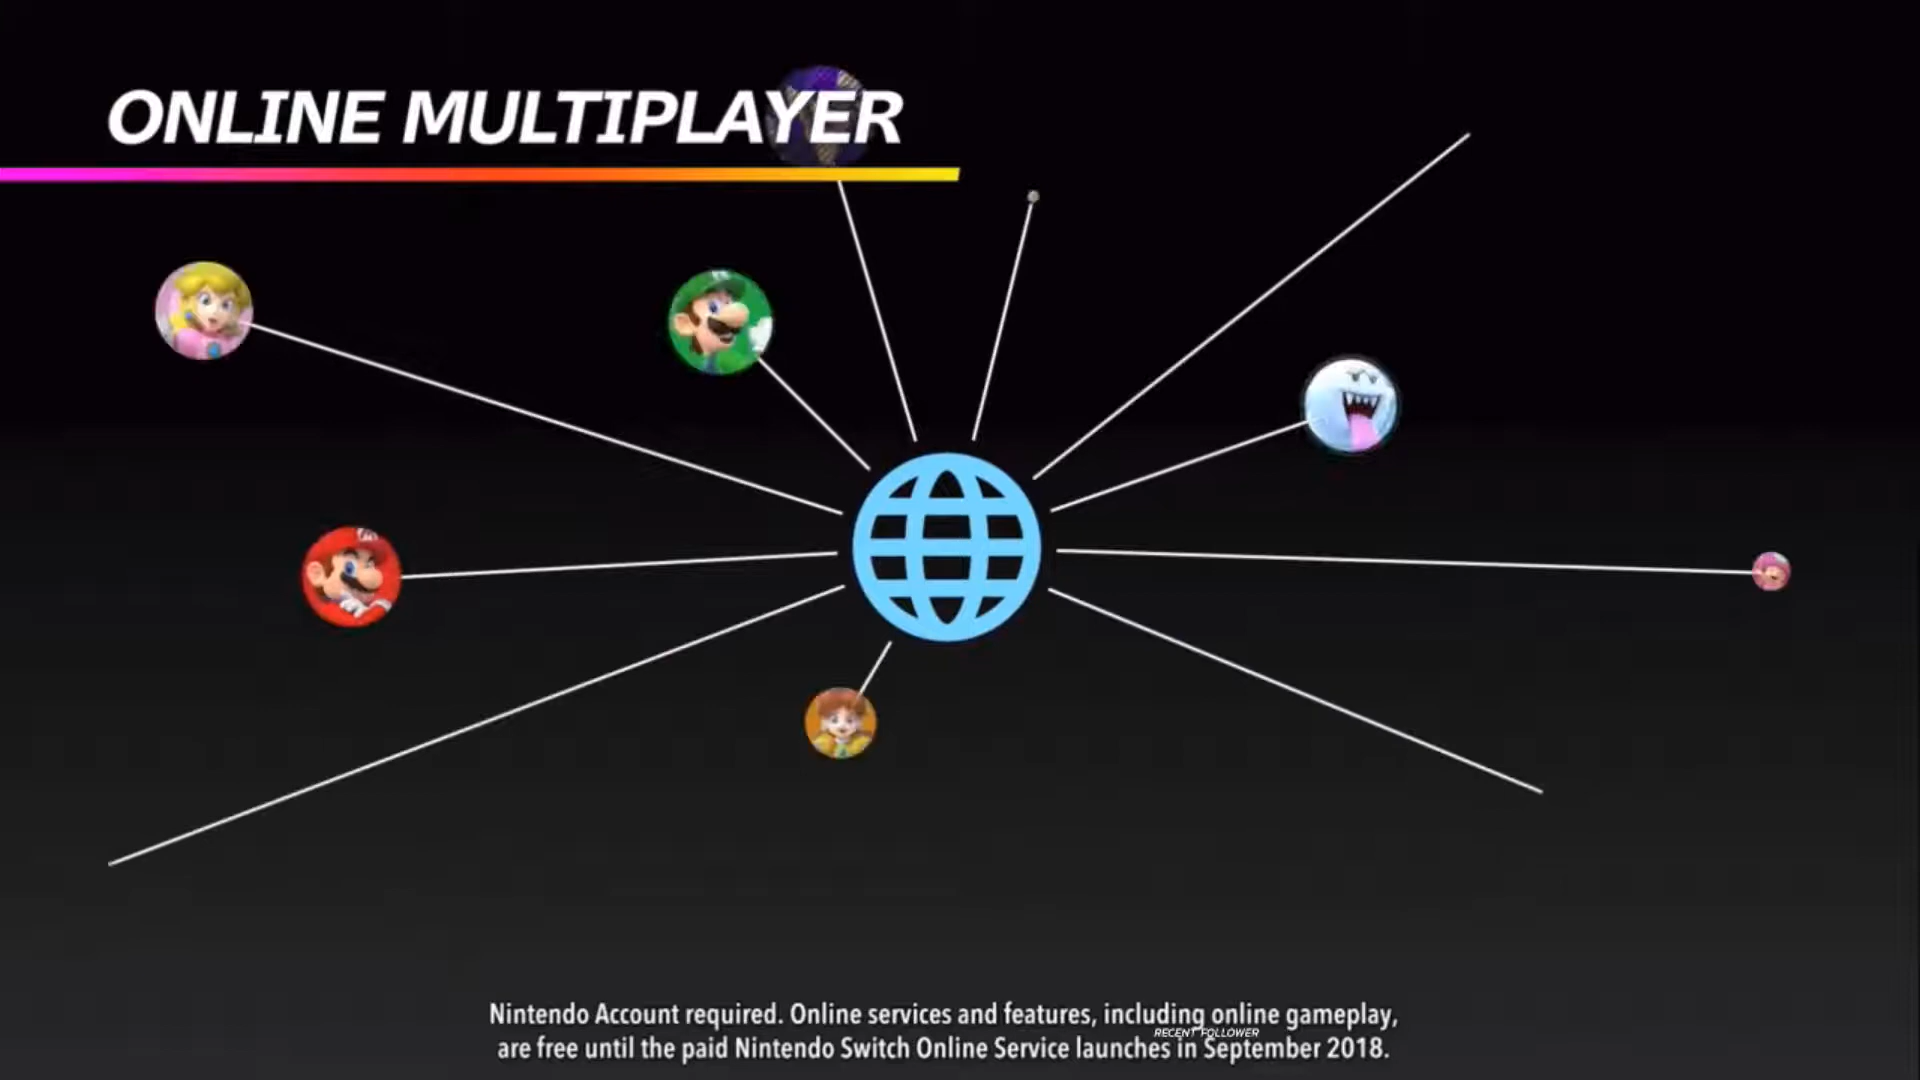 ONLINE MULTIPLAYER
Nintendo Account required. Online services and features, including online gameplay,
RECENT FOLLOWER
are free until the paid Nintendo Switch Online Service launches in September 2018.